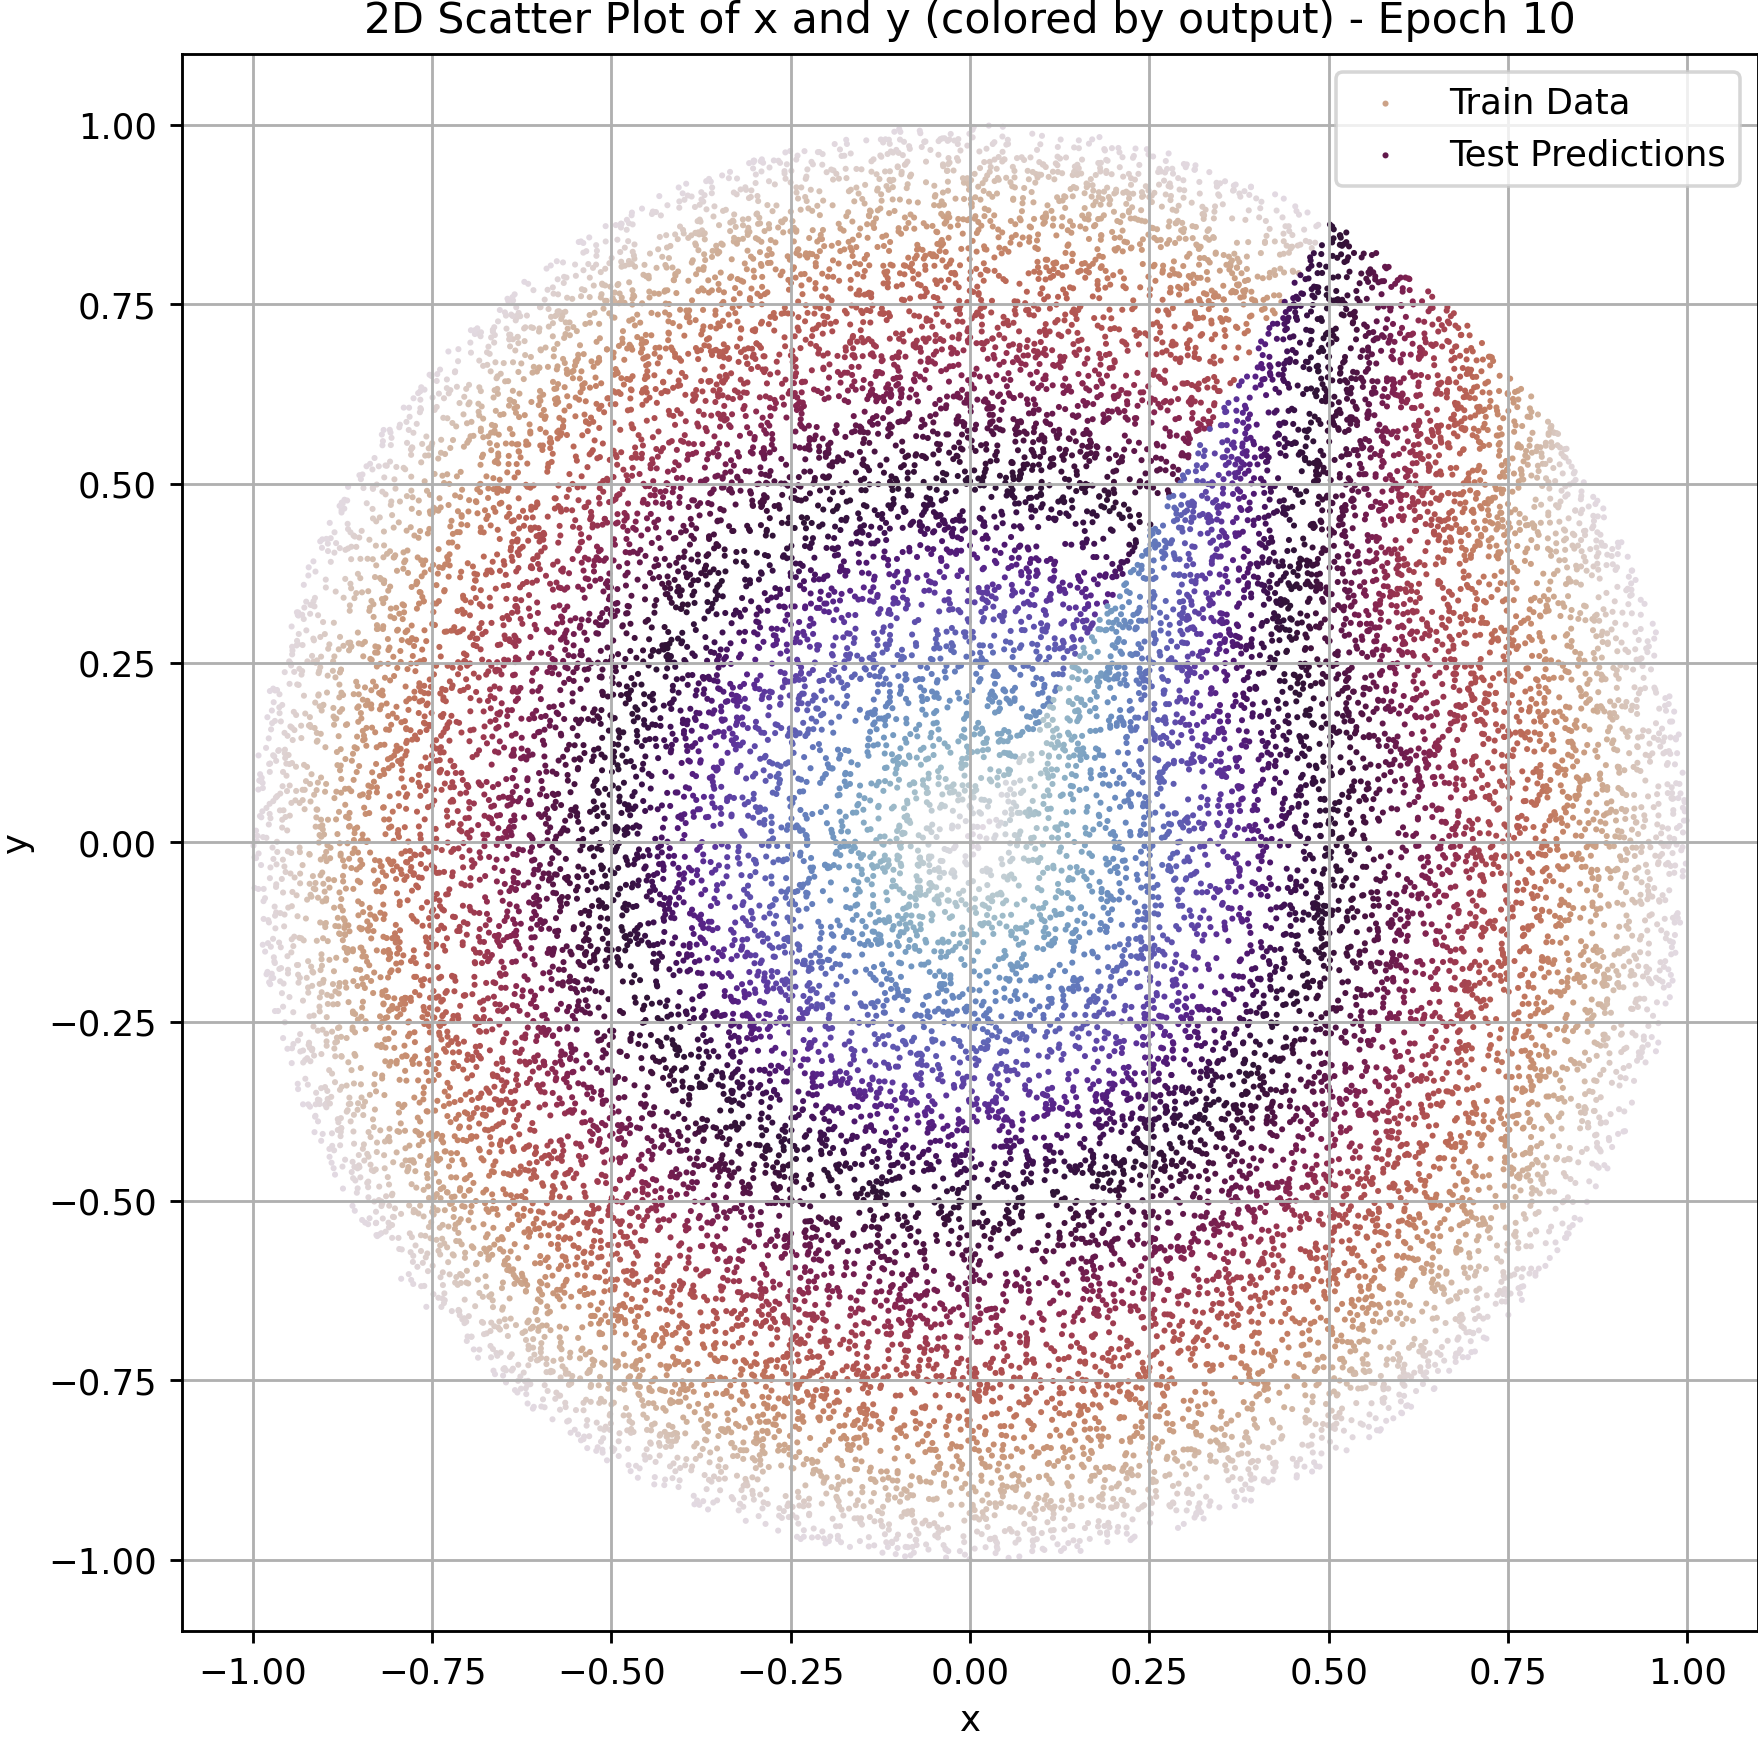 2D Scatter Plot of x and y (colored by output) - Epoch 10
Train Data
Test Predictions
1.00
0.75
0.50
0.25
0.00
−0.25
−0.50
−0.75
−1.00
y
−1.00 −0.75 −0.50 −0.25 0.00 0.25 0.50 0.75 1.00
x